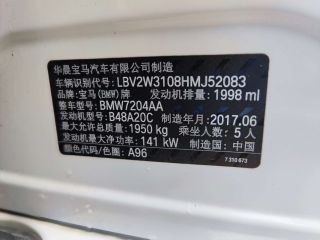 华晨宝马汽车有限公司制造
车辆识别代号: LBV2W3108HMJ52083
品牌: 宝马(BMW)牌 发动机排量: 1998 ml
整车型号: BMW7204AA
发动机型号: B48A20C 制造年月: 2017.06
最大允许总质量: 1950 kg 乘坐人数: 5 人
发动机最大净功率: 141 kW 制造国: 中国
颜色代码/色圈: A96
7 310 673